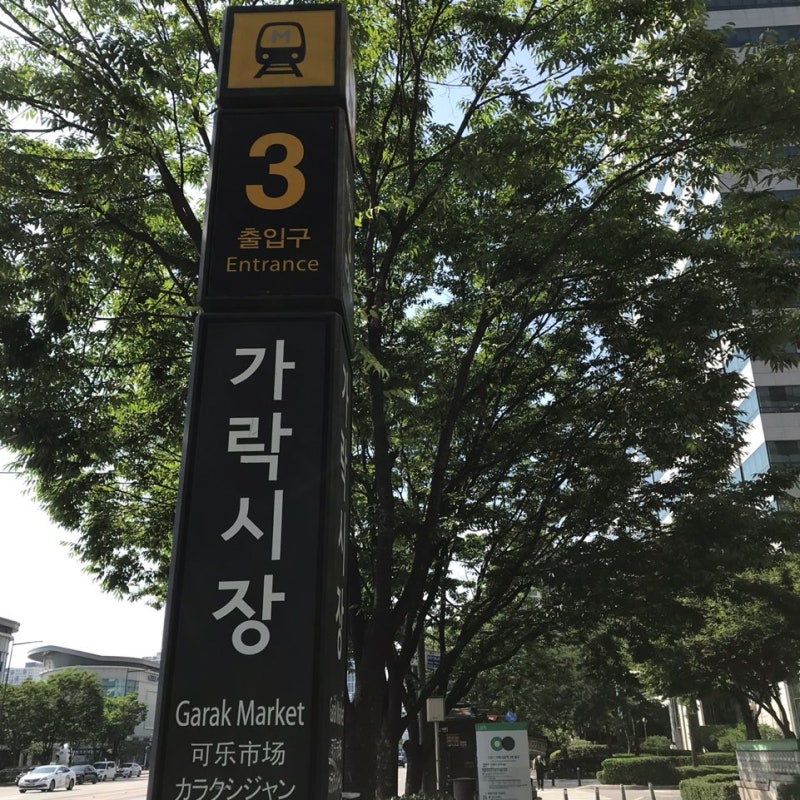 M
3
출입구
Entrance
가락시장
Garak Market
可乐市场
カラクシジャン